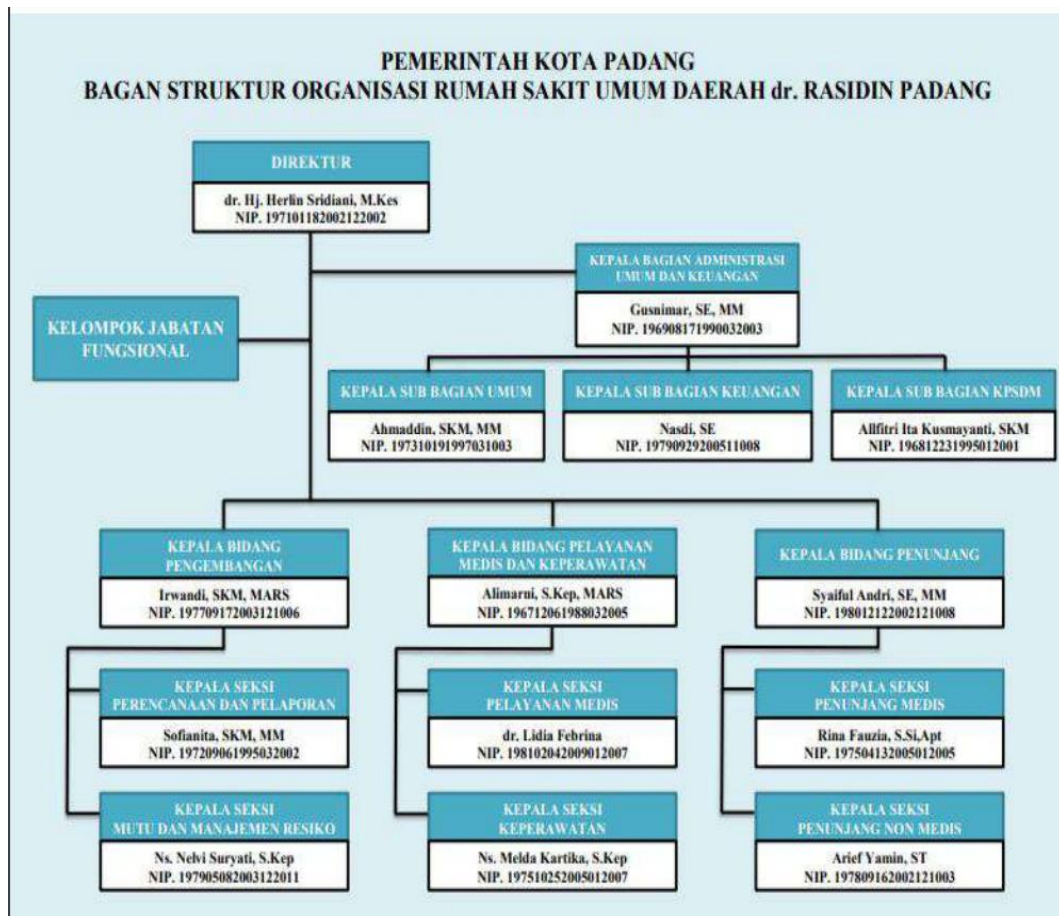 PEMERINTAH KOTA PADANG
BAGAN STRUKTUR ORGANISASI RUMAH SAKIT UMUM DAERAH dr. RASIDIN PADANG
DIREKTUR
dr. Hj. Herlin Sridiani, M.Kes
NIP. 197101182002122002
KEPALA BAGIAN ADMINISTRASI
UMUM DAN KEUANGAN
Gusnimar, SE, MM
NIP. 196908171990032003
KELOMPOK JABATAN
FUNGSIONAL
KEPALA SUB BAGIAN UMUM
Ahmaddin, SKM, MM
NIP. 197310191997031003
KEPALA SUB BAGIAN KEUANGAN
Nasdi, SE
NIP. 19790929200511008
KEPALA SUB BAGIAN KPSDM
Allfitri Ita Kusmayanti, SKM
NIP. 196812231995012001
KEPALA BIDANG
PENGEMBANGAN
Irwandi, SKM, MARS
NIP. 197709172003121006
KEPALA BIDANG PELAYANAN
MEDIS DAN KEPERAWATAN
Alimarni, S.Kep, MARS
NIP. 196712061988032005
KEPALA BIDANG PENUNJANG
Syaiful Andri, SE, MM
NIP. 198012122002121008
KEPALA SEKSI
PERENCANAAN DAN PELAPORAN
Sofianita, SKM, MM
NIP. 197209061995032002
KEPALA SEKSI
PELAYANAN MEDIS
dr. Lidia Febrina
NIP. 198102042009012007
KEPALA SEKSI
PENUNJANG MEDIS
Rina Fauzia, S.Si,Apt
NIP. 197504132005012005
KEPALA SEKSI
MUTU DAN MANAJEMEN RESIKO
Ns. Nelvi Suryati, S.Kep
NIP. 197905082003122011
KEPALA SEKSI
KEPERAWATAN
Ns. Melda Kartika, S.Kep
NIP. 197510252005012007
KEPALA SEKSI
PENUNJANG NON MEDIS
Arief Yamin, ST
NIP. 197809162002121003